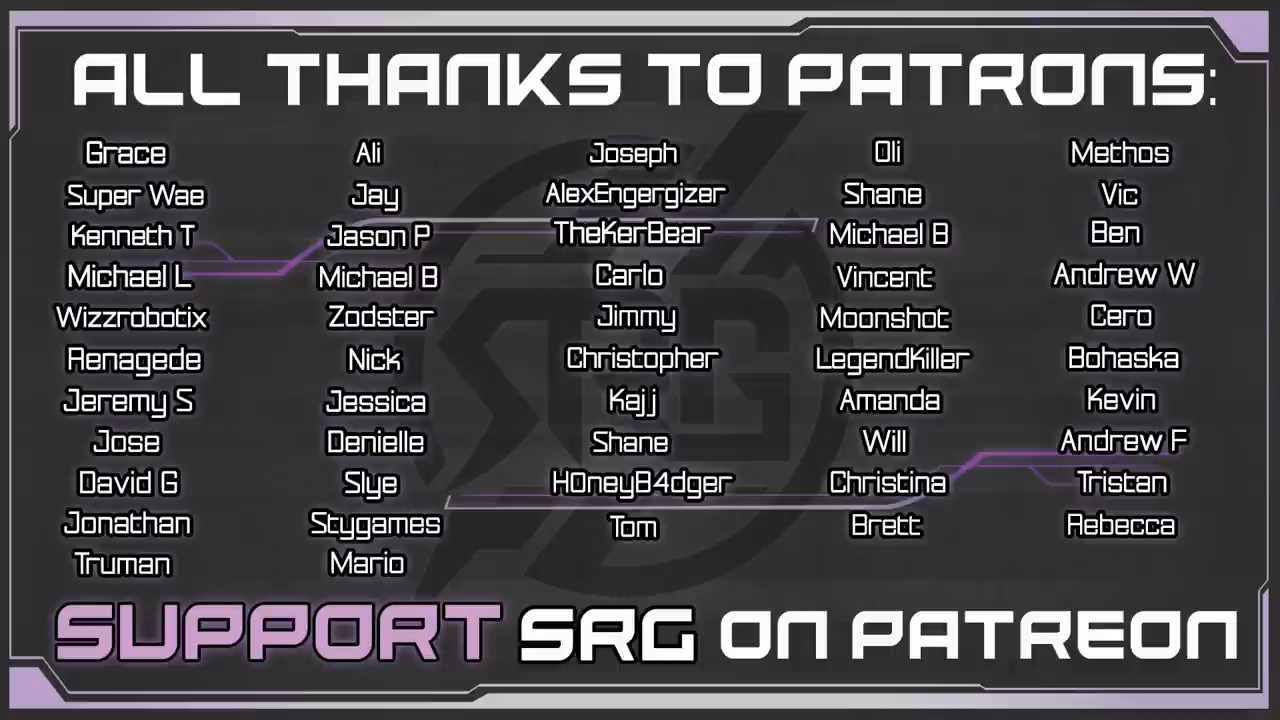 ALL THANKS TO PATRONS:
Grace Ali Joseph Oli Methos
Super Wae Jay AlexEngergizer Shane Vic
Kenneth T Jason P TheKerBear Michael B Ben
Michael L Michael B Carlo Vincent Andrew W
Wizzrobotix Zodster Jimmy Moonshot Cero
Renagede Nick Christopher LegendKiller Bohaska
Jeremy S Jessica Kajj Amanda Kevin
Jose Denielle Shane Will Andrew F
David G Slye H0neyB4dger Christina Tristan
Jonathan Stygames Tom Brett Rebecca
Truman Mario
SUPPORT SRG ON PATREON